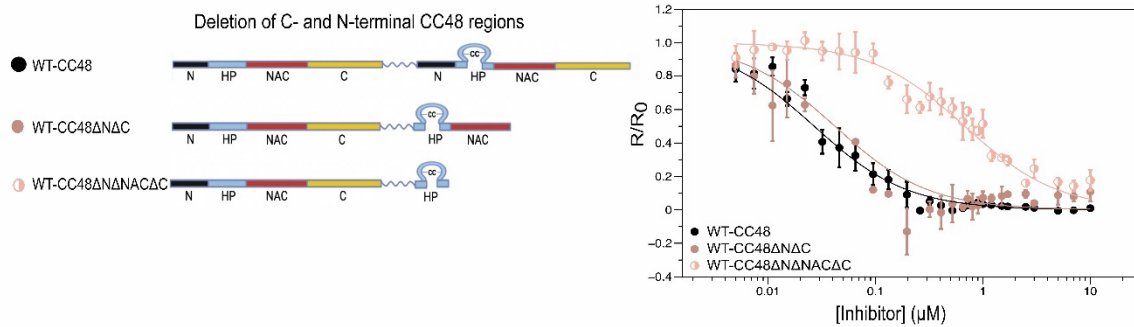 Deletion of C- and N-terminal CC48 regions
WT-CC48
N HP NAC C N CC HP NAC C
WT-CC48ΔNΔC
N HP NAC C CC HP NAC
WT-CC48ΔNΔNACΔC
N HP NAC C CC HP
R/R0
1.2
1.0
0.8
0.6
0.4
0.2
0
−0.2
−0.4
WT-CC48
WT-CC48ΔNΔC
WT-CC48ΔNΔNACΔC
0.01 0.1 1 10
[Inhibitor] (µM)